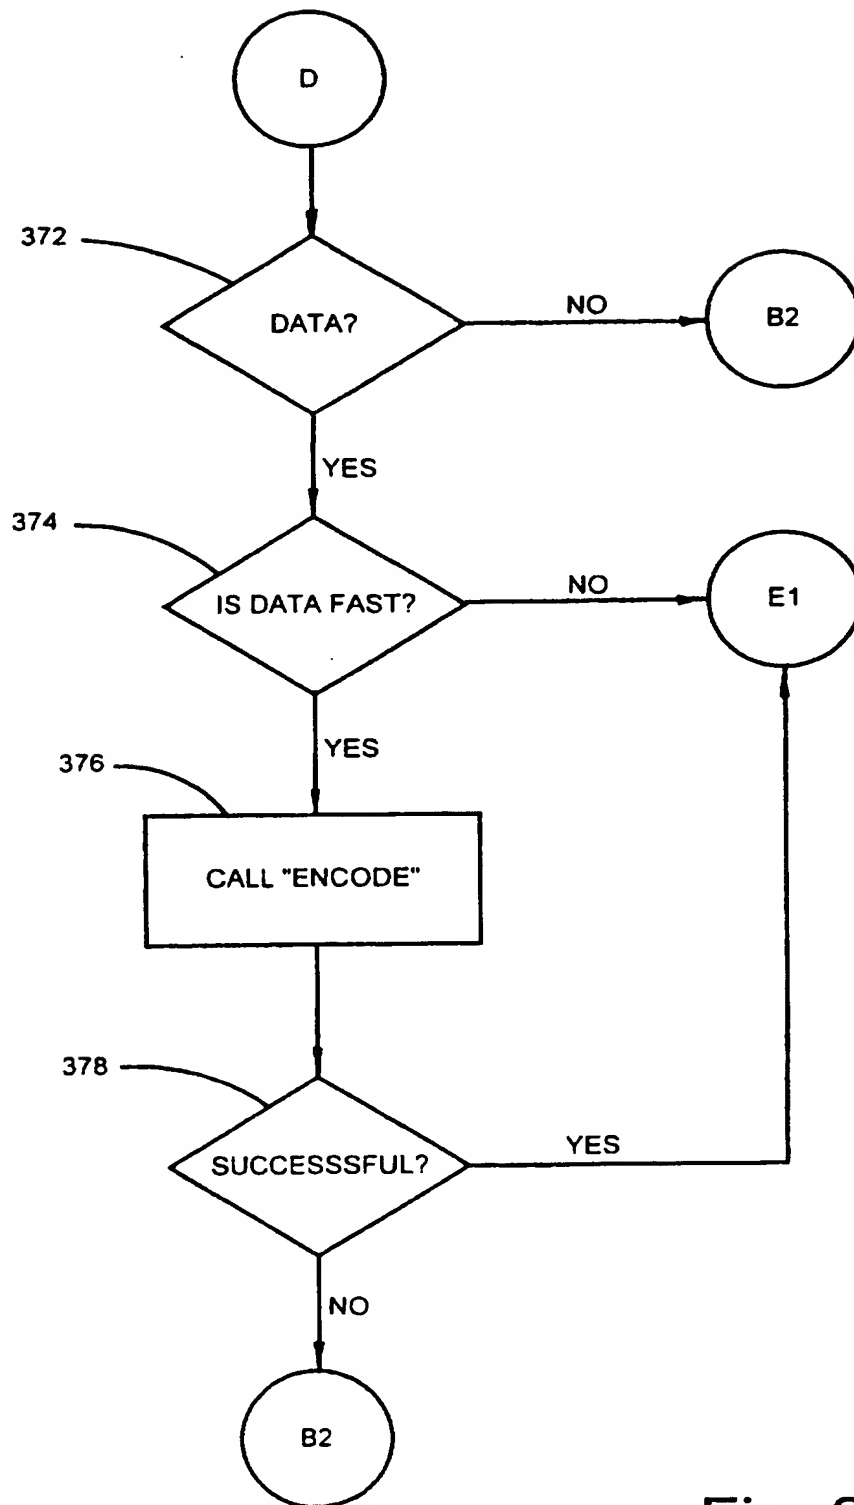 D
372
DATA?
NO
B2
YES
374
IS DATA FAST?
NO
E1
YES
376
CALL "ENCODE"
378
SUCCESSSFUL?
YES
NO
B2